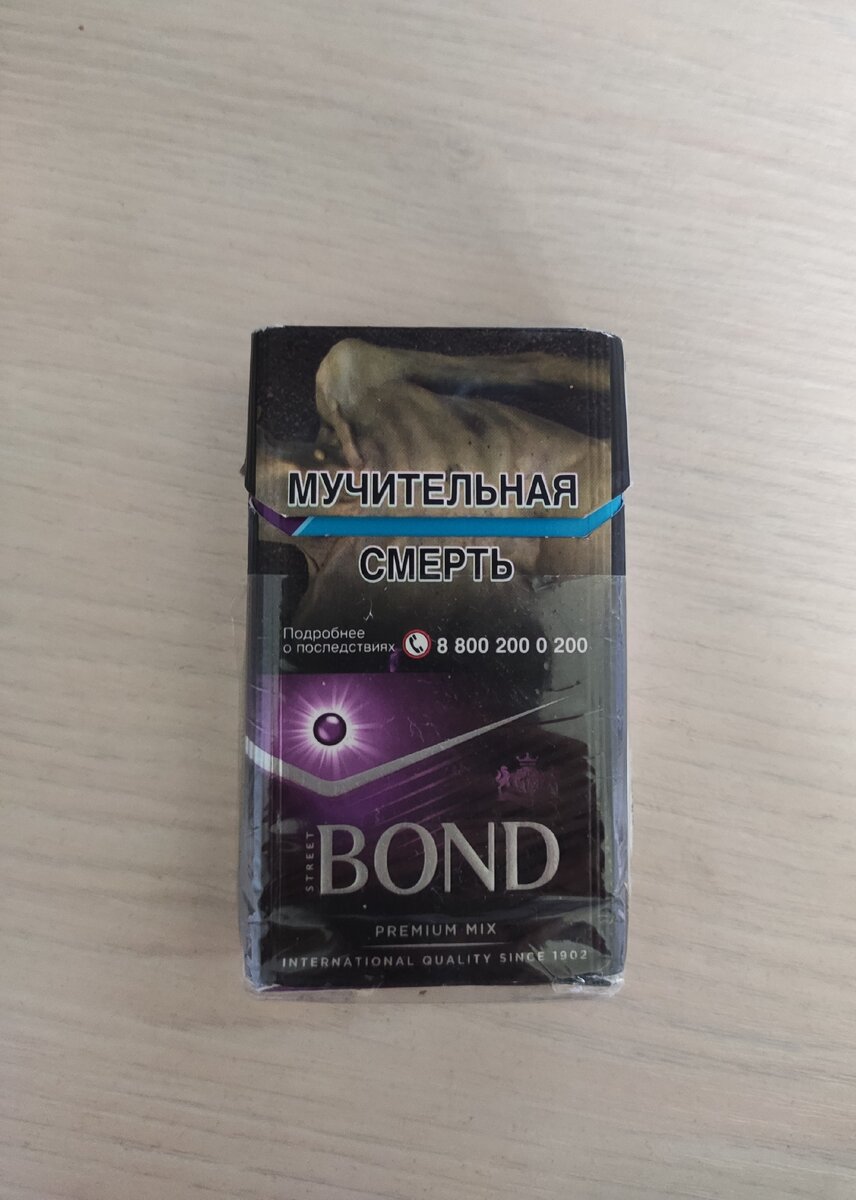 МУЧИТЕЛЬНАЯ
СМЕРТЬ
Подробнее
о последствиях 8 800 200 0 200
STREET
BOND
PREMIUM MIX
INTERNATIONAL QUALITY SINCE 1902